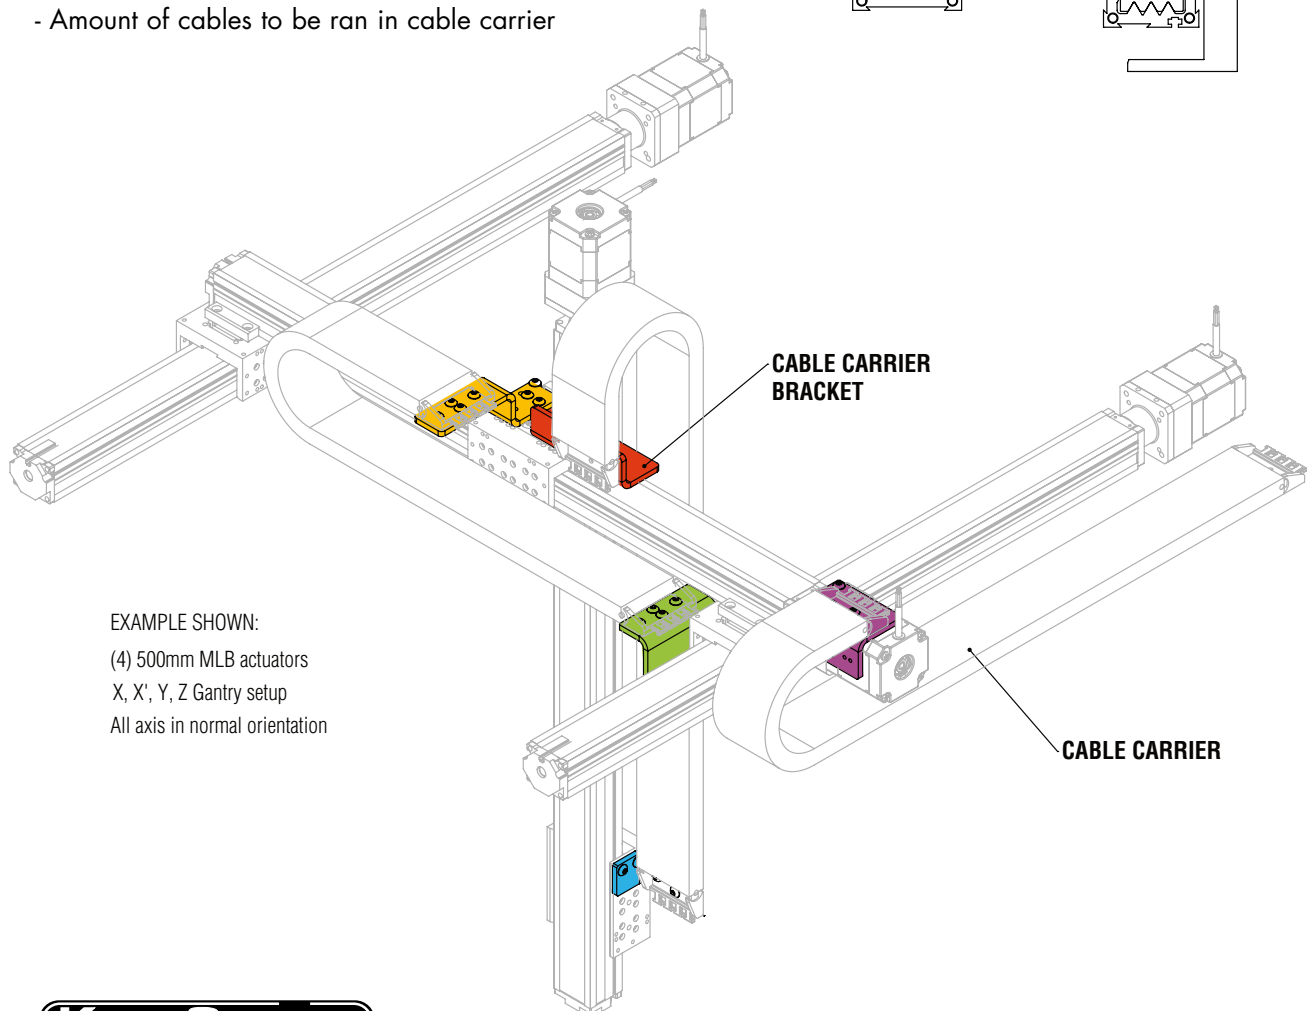 - Amount of cables to be ran in cable carrier
CABLE CARRIER
BRACKET
EXAMPLE SHOWN:
(4) 500mm MLB actuators
X, X', Y, Z Gantry setup
All axis in normal orientation
CABLE CARRIER